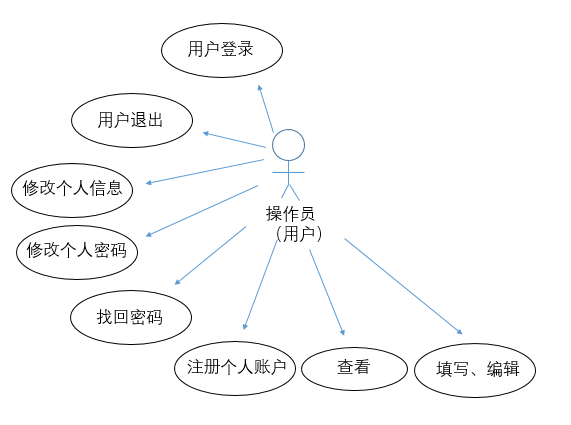 用户登录
用户退出
修改个人信息
操作员
（用户）
修改个人密码
找回密码
注册个人账户
查看
填写、编辑